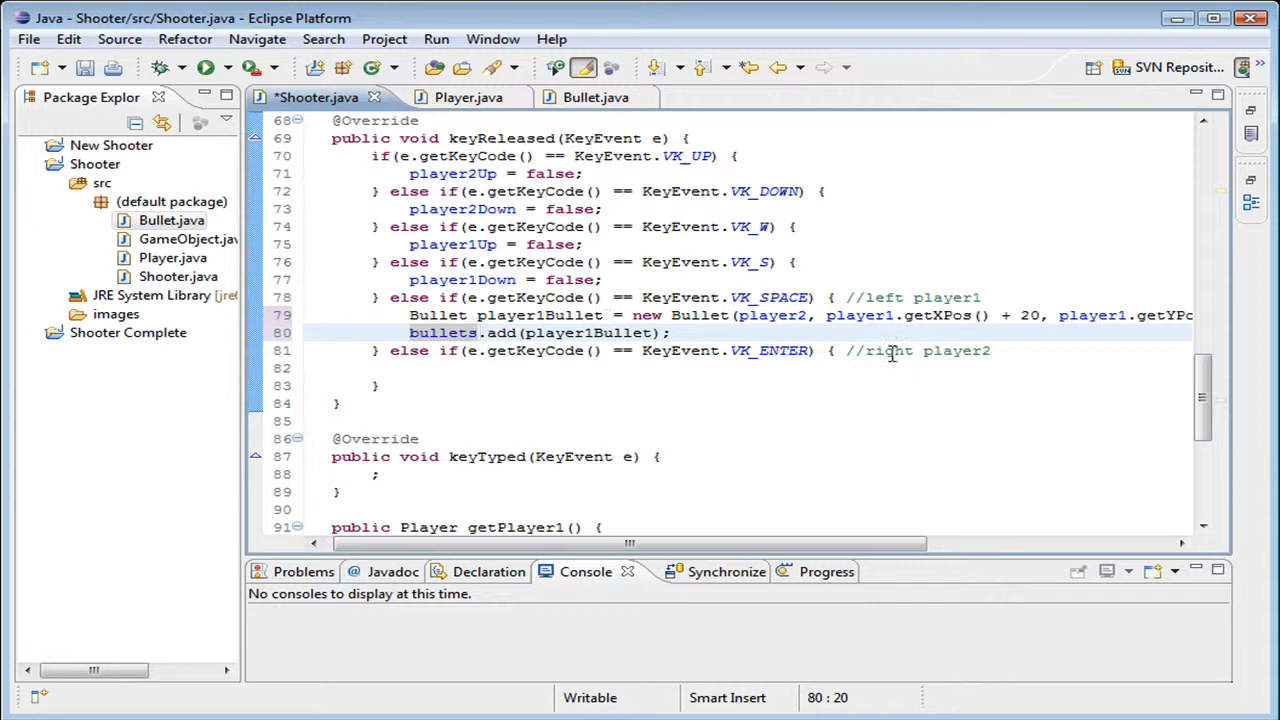 Java - Shooter/src/Shooter.java - Eclipse Platform
File Edit Source Refactor Navigate Search Project Run Window Help
SVN Reposit... »
Package Explor
*Shooter.java Player.java Bullet.java
New Shooter
Shooter
src
(default package)
Bullet.java
GameObject.jav
Player.java
Shooter.java
JRE System Library [jre6
images
Shooter Complete
68 @Override
69 public void keyReleased(KeyEvent e) {
70 if(e.getKeyCode() == KeyEvent.VK_UP) {
71 player2Up = false;
72 } else if(e.getKeyCode() == KeyEvent.VK_DOWN) {
73 player2Down = false;
74 } else if(e.getKeyCode() == KeyEvent.VK_W) {
75 player1Up = false;
76 } else if(e.getKeyCode() == KeyEvent.VK_S) {
77 player1Down = false;
78 } else if(e.getKeyCode() == KeyEvent.VK_SPACE) { //left player1
79 Bullet player1Bullet = new Bullet(player2, player1.getXPos() + 20, player1.getYPo
80 bullets.add(player1Bullet);
81 } else if(e.getKeyCode() == KeyEvent.VK_ENTER) { //right player2
82
83 }
84 }
85
86 @Override
87 public void keyTyped(KeyEvent e) {
88 ;
89 }
90
91 public Player getPlayer1() {
Problems @ Javadoc Declaration Console Synchronize Progress
No consoles to display at this time.
Writable Smart Insert 80 : 20